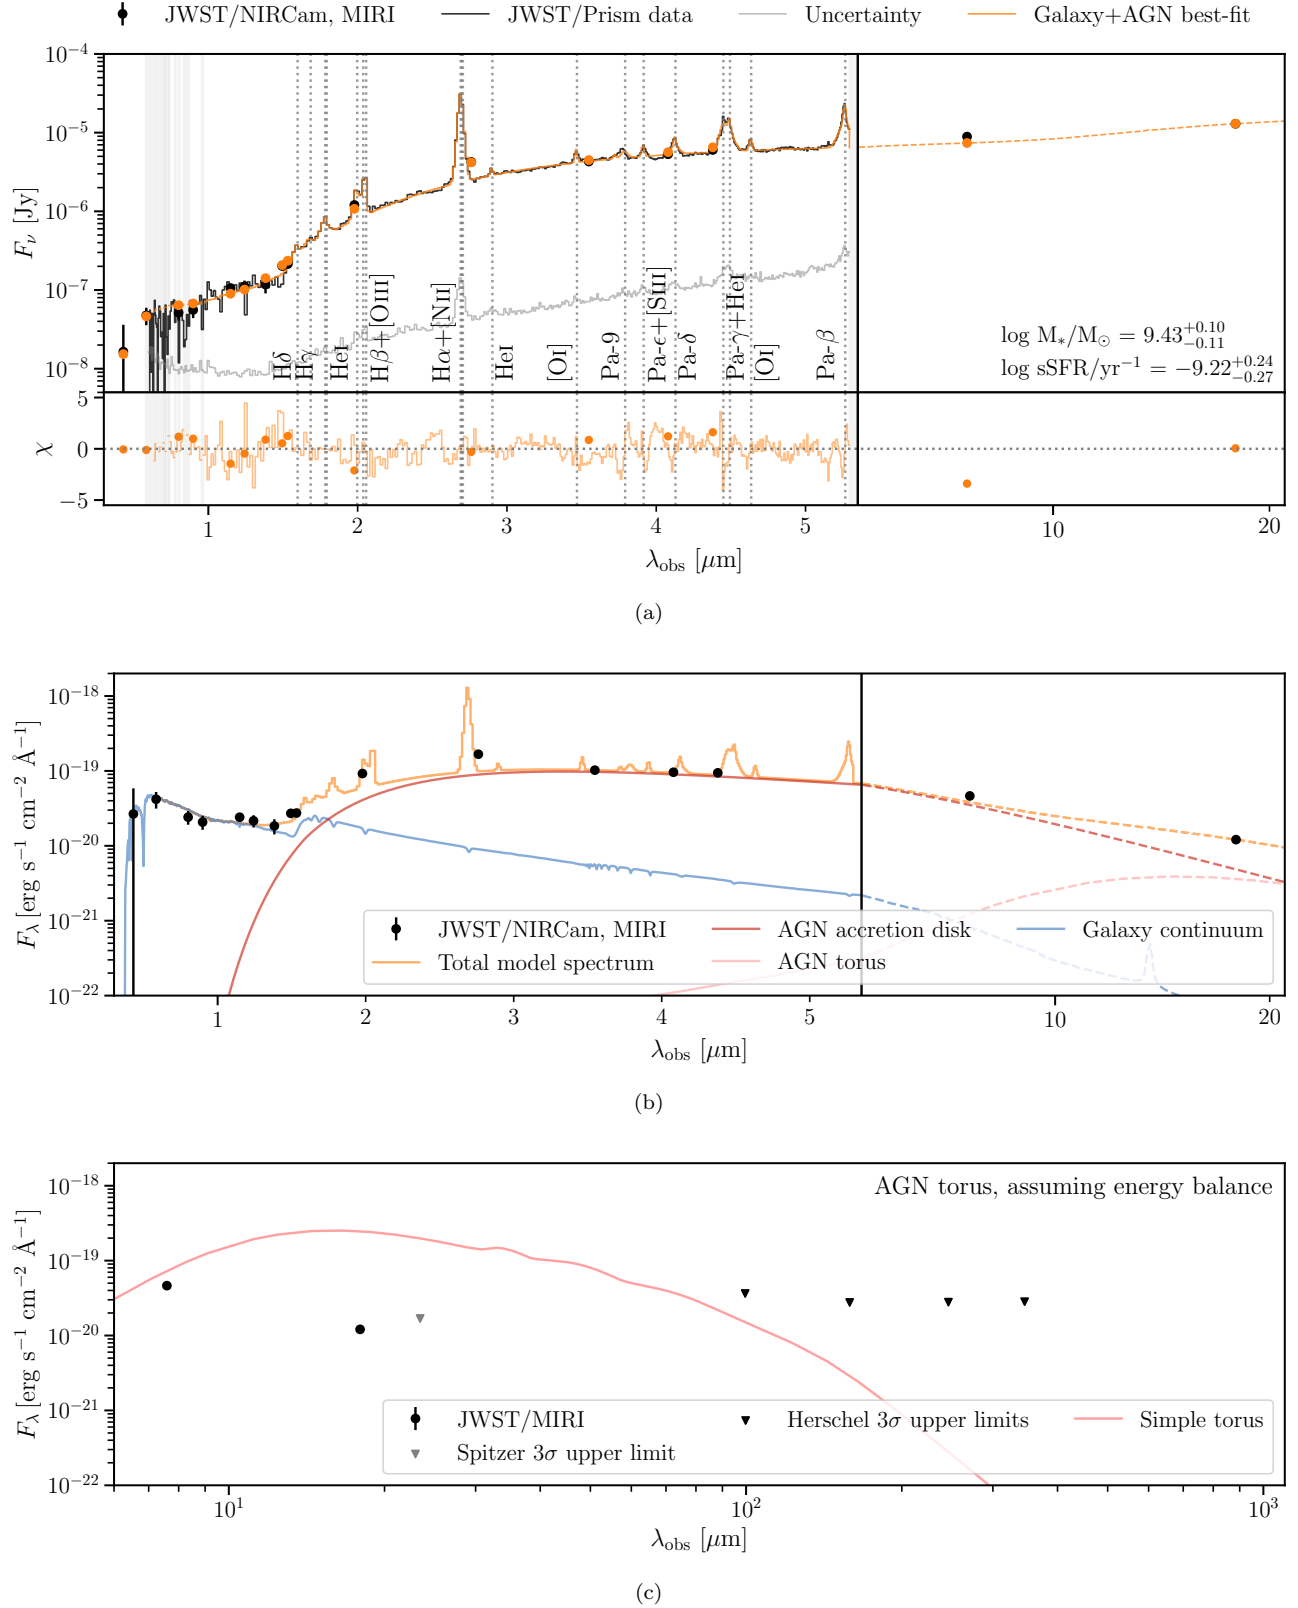 JWST/NIRCam, MIRI JWST/Prism data Uncertainty Galaxy+AGN best-fit
10⁻⁴
10⁻⁵
10⁻⁶
10⁻⁷
10⁻⁸
F_ν [Jy]
Hδ
Hγ
HeI
Hβ+[OIII]
Hα+[NII]
HeI
[OI]
Pa-9
Pa-ϵ+[SIII]
Pa-δ
Pa-γ+HeI
[OI]
Pa-β
log M_*/M_⊙ = 9.43^{+0.10}_{−0.11}
log sSFR/yr⁻¹ = −9.22^{+0.24}_{−0.27}
5
0
−5
χ
1 2 3 4 5 10 20
λ_obs [μm]
(a)
10⁻¹⁸
10⁻¹⁹
10⁻²⁰
10⁻²¹
10⁻²²
F_λ [erg s⁻¹ cm⁻² Å⁻¹]
JWST/NIRCam, MIRI AGN accretion disk Galaxy continuum
Total model spectrum AGN torus
1 2 3 4 5 10 20
λ_obs [μm]
(b)
AGN torus, assuming energy balance
10⁻¹⁸
10⁻¹⁹
10⁻²⁰
10⁻²¹
10⁻²²
F_λ [erg s⁻¹ cm⁻² Å⁻¹]
JWST/MIRI Herschel 3σ upper limits Simple torus
Spitzer 3σ upper limit
10¹ 10² 10³
λ_obs [μm]
(c)